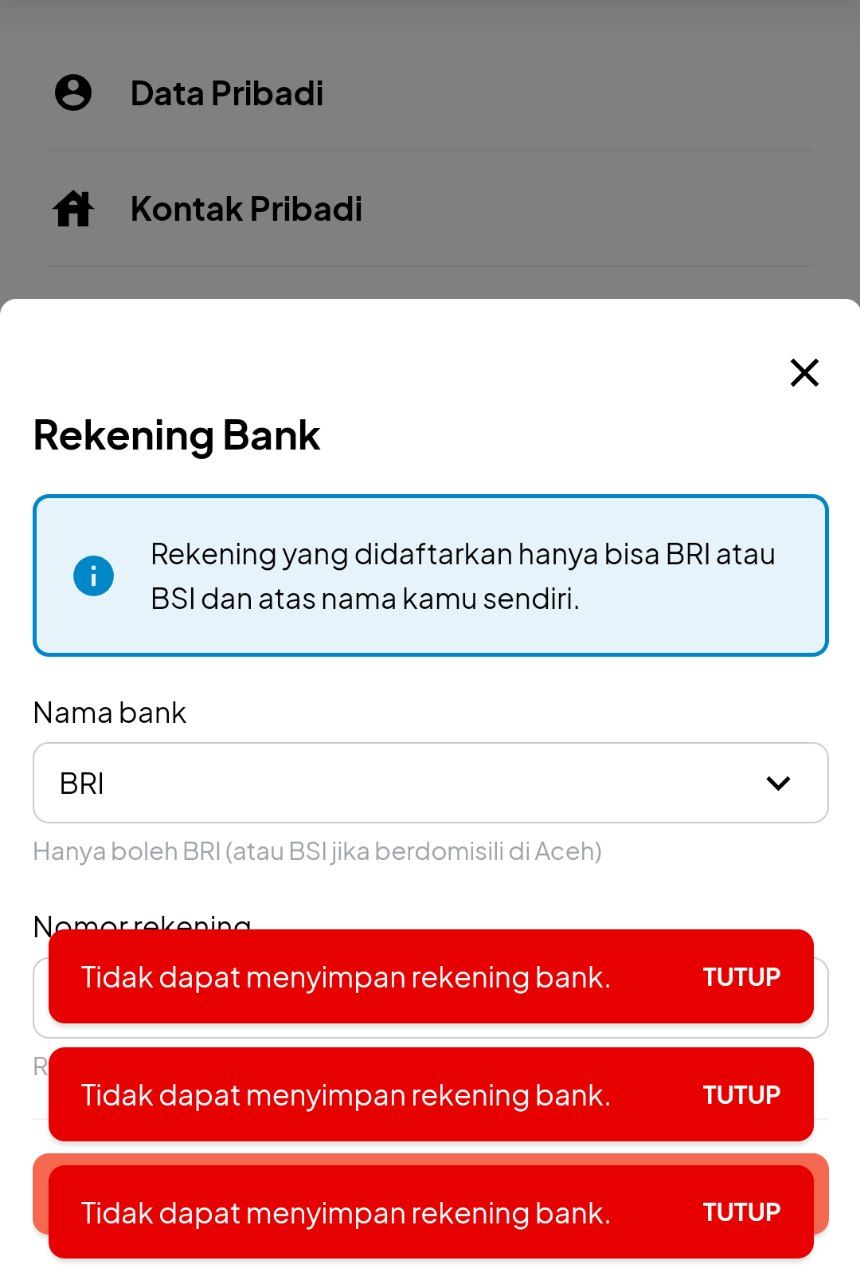 Data Pribadi
Kontak Pribadi
Rekening Bank
Rekening yang didaftarkan hanya bisa BRI atau
BSI dan atas nama kamu sendiri.
Nama bank
BRI
Hanya boleh BRI (atau BSI jika berdomisili di Aceh)
Nomor rekening
Tidak dapat menyimpan rekening bank. TUTUP
Tidak dapat menyimpan rekening bank. TUTUP
Tidak dapat menyimpan rekening bank. TUTUP